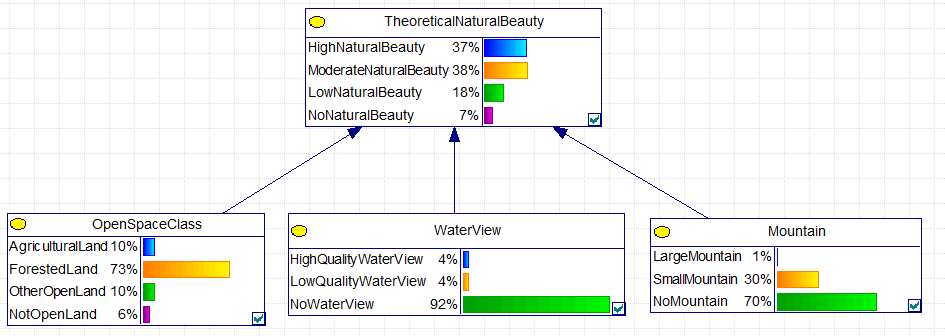 TheoreticalNaturalBeauty
HighNaturalBeauty 37%
ModerateNaturalBeauty 38%
LowNaturalBeauty 18%
NoNaturalBeauty 7%
OpenSpaceClass
AgriculturalLand 10%
ForestedLand 73%
OtherOpenLand 10%
NotOpenLand 6%
WaterView
HighQualityWaterView 4%
LowQualityWaterView 4%
NoWaterView 92%
Mountain
LargeMountain 1%
SmallMountain 30%
NoMountain 70%